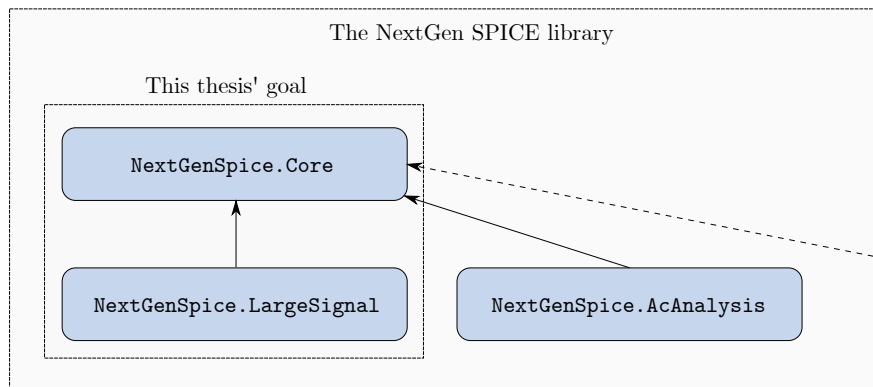 The NextGen SPICE library
This thesis' goal
NextGenSpice.Core
NextGenSpice.LargeSignal
NextGenSpice.AcAnalysis